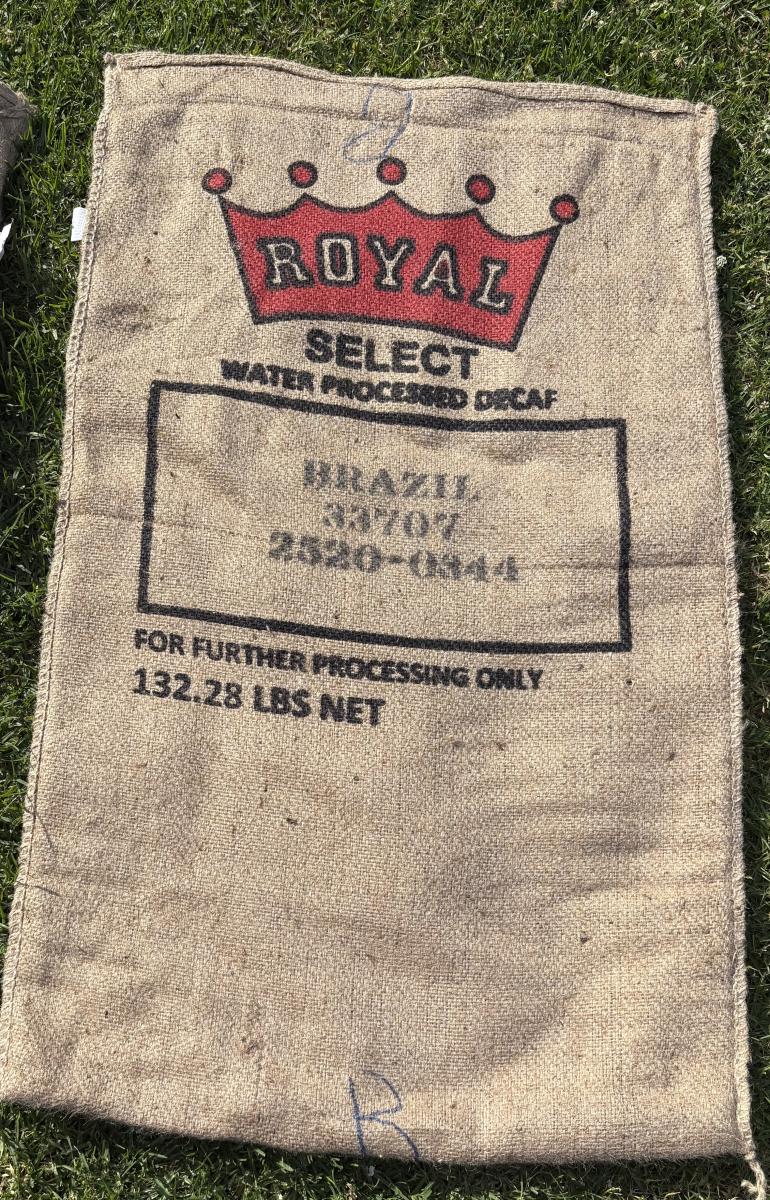 ROYAL
SELECT
WATER PROCESSED DECAF
BRAZIL
33707
2520-0344
FOR FURTHER PROCESSING ONLY
132.28 LBS NET